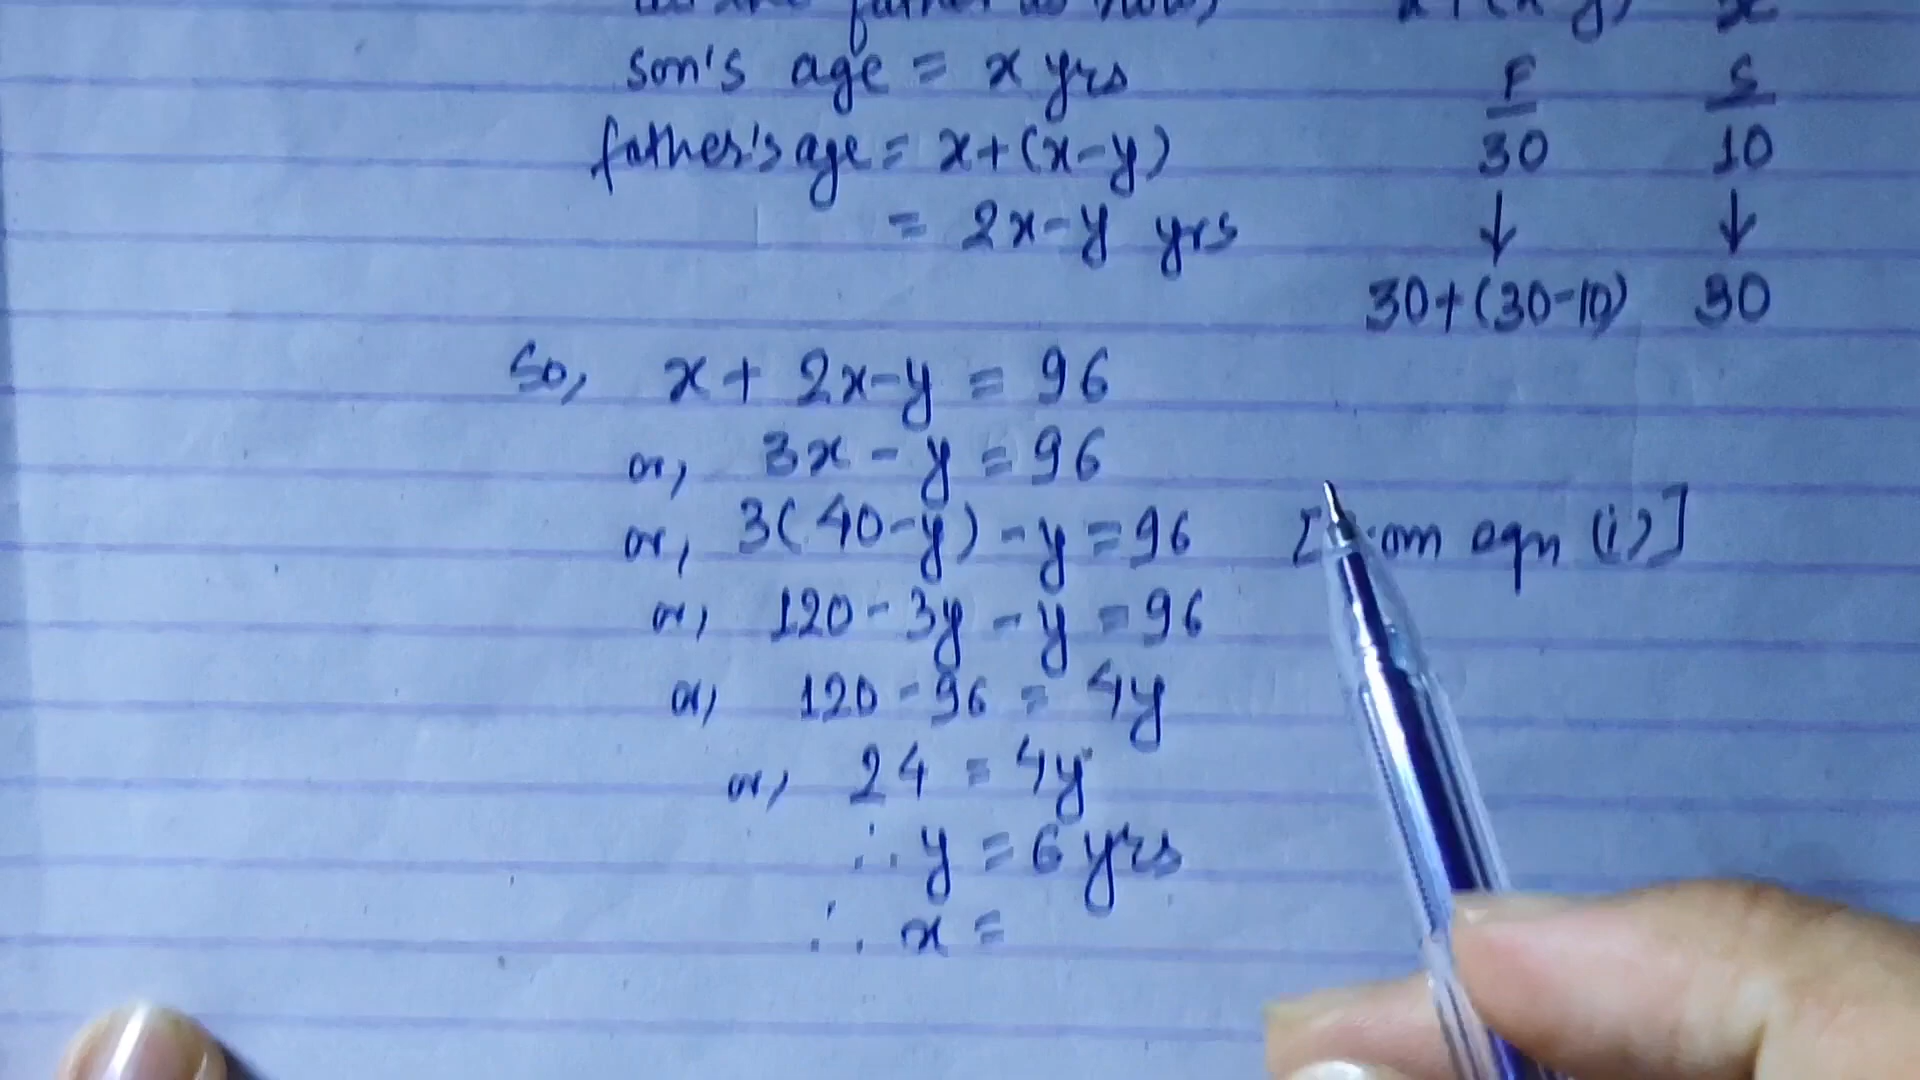 son's age = x yrs
father's age = x+(x-y)
= 2x-y yrs
F S
30 10
↓ ↓
30+(30-10) 30
So, x + 2x-y = 96
or, 3x - y = 96
or, 3(40-y) - y = 96 [ eqn (i)]
or, 120 - 3y - y = 96
or, 120 - 96 = 4y
or, 24 = 4y
∴ y = 6 yrs
∴ x =